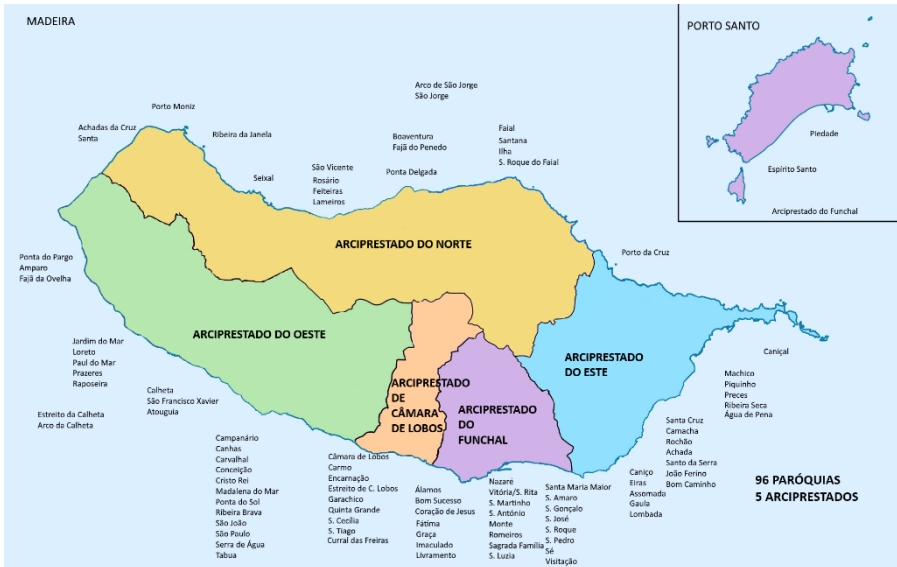 MADEIRA
PORTO SANTO
Piedade
Espírito Santo
Arciprestado do Funchal
Arco de São Jorge
São Jorge
Porto Moniz
Achadas da Cruz
Santa
Ribeira da Janela
Seixal
São Vicente
Rosário
Feiteiras
Lameiros
Boaventura
Fajã do Penedo
Ponta Delgada
Faial
Santana
Ilha
S. Roque do Faial
ARCIPRESTADO DO NORTE
Porto da Cruz
Ponta do Pargo
Amparo
Fajã da Ovelha
ARCIPRESTADO DO OESTE
ARCIPRESTADO
DE
CÂMARA
DE LOBOS
ARCIPRESTADO
DO
FUNCHAL
ARCIPRESTADO
DO ESTE
Caniçal
Jardim do Mar
Loreto
Paul do Mar
Prazeres
Raposeira
Calheta
São Francisco Xavier
Atouguia
Estreito da Calheta
Arco da Calheta
Machico
Piquinho
Preces
Ribeira Seca
Água de Pena
Santa Cruz
Camacha
Rochão
Achada
Santo da Serra
João Ferino
Bom Caminho
Campanário
Canhas
Carvalhal
Conceição
Cristo Rei
Madalena do Mar
Ponta do Sol
Ribeira Brava
São João
São Paulo
Serra de Água
Tabua
Câmara de Lobos
Carmo
Encarnação
Estreito de C. Lobos
Garachico
Quinta Grande
S. Cecília
S. Tiago
Curral das Freiras
Álamos
Bom Sucesso
Coração de Jesus
Fátima
Graça
Imaculado
Livramento
Nazaré
Vitória/S. Rita
S. Martinho
S. António
Monte
Romeiros
Sagrada Família
S. Luzia
Santa Maria Maior
S. Amaro
S. Gonçalo
S. José
S. Roque
S. Pedro
Sé
Visitação
Caniço
Eiras
Assomada
Gaula
Lombada
96 PARÓQUIAS
5 ARCIPRESTADOS